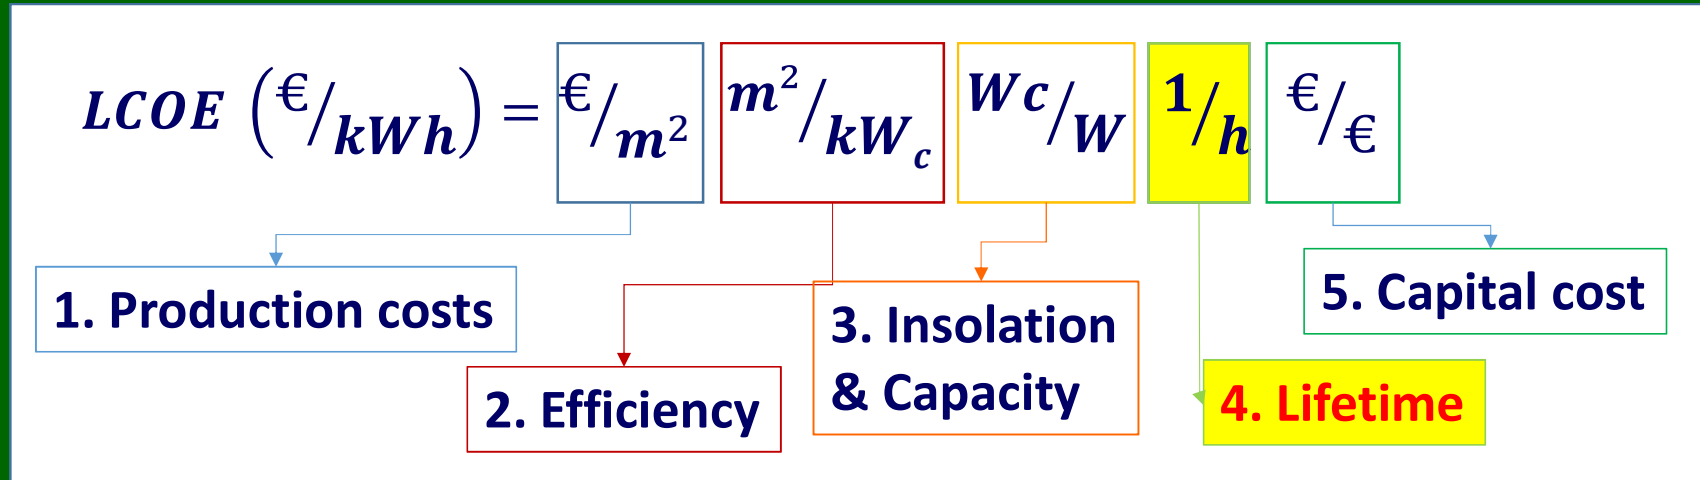 LCOE (€/kWh) = €/m² m²/kW_c Wc/W 1/h €/€
1. Production costs
2. Efficiency
3. Insolation
& Capacity
4. Lifetime
5. Capital cost